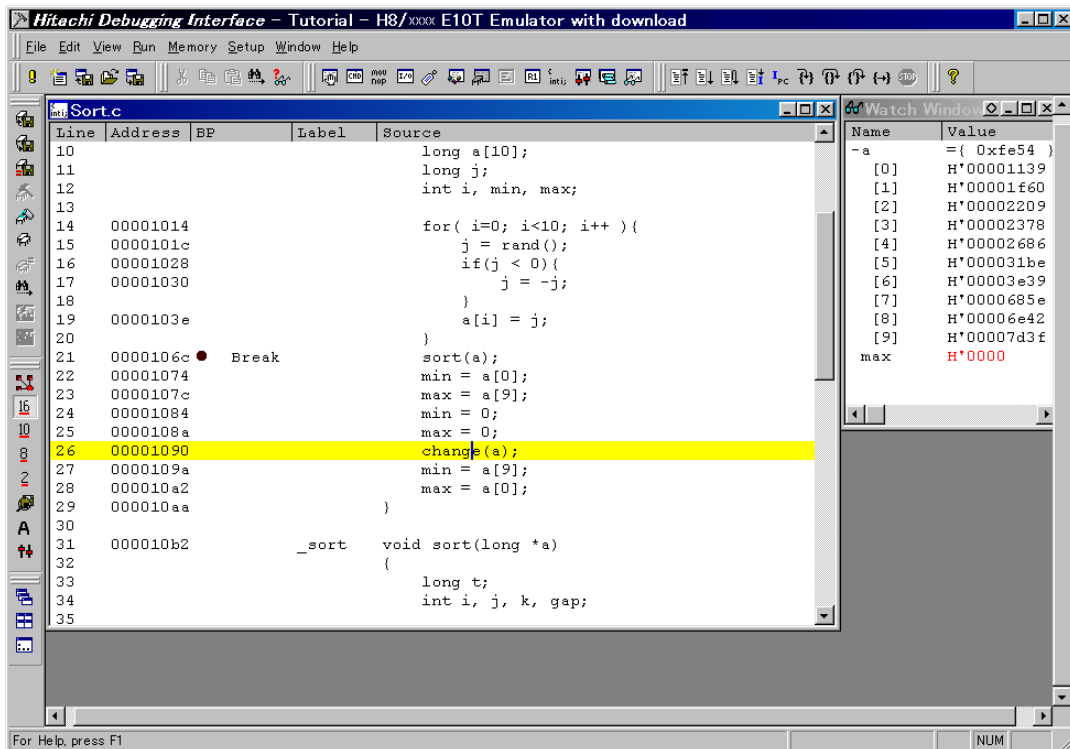 Hitachi Debugging Interface - Tutorial - H8/xxxx E10T Emulator with download
File Edit View Run Memory Setup Window Help
Sort.c
Line Address BP Label Source
10 long a[10];
11 long j;
12 int i, min, max;
13
14 00001014 for( i=0; i<10; i++ ){
15 0000101c j = rand();
16 00001028 if(j < 0){
17 00001030 j = -j;
18 }
19 0000103e a[i] = j;
20 }
21 0000106c Break sort(a);
22 00001074 min = a[0];
23 0000107c max = a[9];
24 00001084 min = 0;
25 0000108a max = 0;
26 00001090 change(a);
27 0000109a min = a[9];
28 000010a2 max = a[0];
29 000010aa }
30
31 000010b2 _sort void sort(long *a)
32 {
33 long t;
34 int i, j, k, gap;
35
Watch Window
Name Value
-a ={ 0xfe54 }
[0] H'00001139
[1] H'00001f60
[2] H'00002209
[3] H'00002378
[4] H'00002686
[5] H'000031be
[6] H'00003e39
[7] H'0000685e
[8] H'00006e42
[9] H'00007d3f
max H'0000
16
10
8
2
A
For Help, press F1
NUM